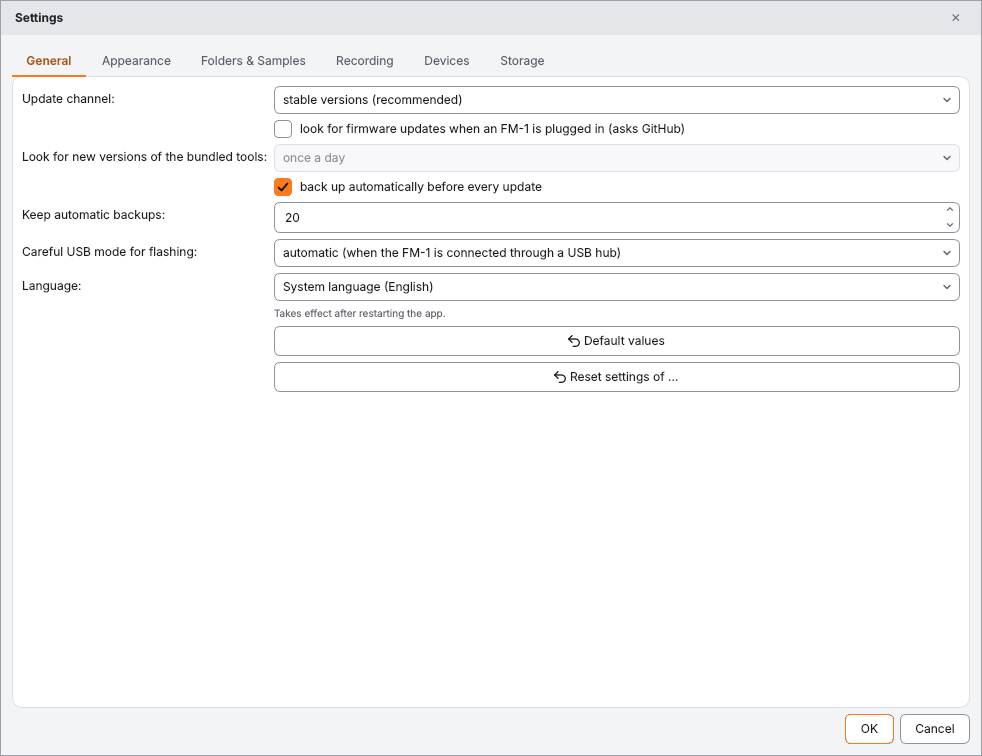 Settings
General Appearance Folders & Samples Recording Devices Storage
Update channel: stable versions (recommended)
look for firmware updates when an FM-1 is plugged in (asks GitHub)
Look for new versions of the bundled tools: once a day
back up automatically before every update
Keep automatic backups: 20
Careful USB mode for flashing: automatic (when the FM-1 is connected through a USB hub)
Language: System language (English)
Takes effect after restarting the app.
Default values
Reset settings of ...
OK Cancel